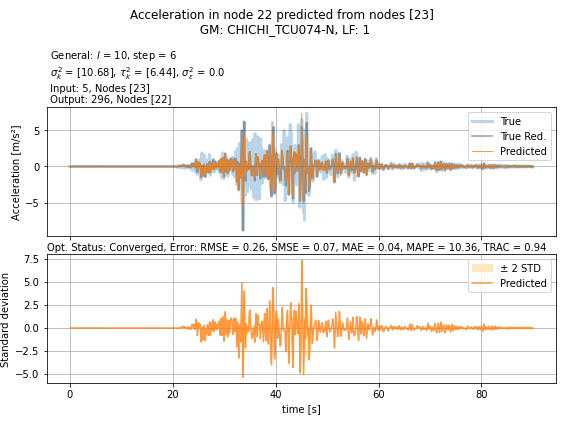 Acceleration in node 22 predicted from nodes [23]
GM: CHICHI_TCU074-N, LF: 1
General: l = 10, step = 6
σ²ₖ = [10.68], τ²ₖ = [6.44], σ²ε = 0.0
Input: 5, Nodes [23]
Output: 296, Nodes [22]
True
True Red.
Predicted
Acceleration [m/s²]
5
0
−5
Opt. Status: Converged, Error: RMSE = 0.26, SMSE = 0.07, MAE = 0.04, MAPE = 10.36, TRAC = 0.94
± 2 STD
Predicted
Standard deviation
7.5
5.0
2.5
0.0
−2.5
−5.0
0 20 40 60 80
time [s]